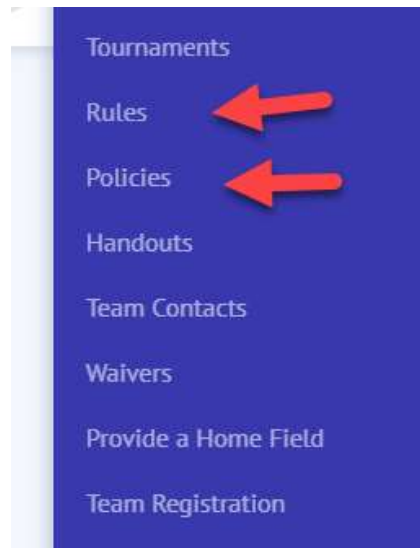 Tournaments
Rules
Policies
Handouts
Team Contacts
Waivers
Provide a Home Field
Team Registration